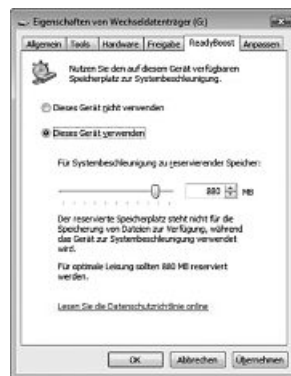 Eigenschaften von Wechseldatenträger (G:)
Allgemein Tools Hardware Freigabe ReadyBoost Anpassen
Nutzen Sie den auf diesem Gerät verfügbaren
Speicherplatz zur Systembeschleunigung.
Dieses Gerät nicht verwenden
Dieses Gerät verwenden
Für Systembeschleunigung zu reservierender Speicher:
880 MB
Der reservierte Speicherplatz steht nicht für die
Speicherung von Dateien zur Verfügung, während
das Gerät zur Systembeschleunigung verwendet
wird.
Für optimale Leistung sollten 880 MB reserviert
werden.
Lesen Sie die Datenschutzrichtlinie online
OK Abbrechen Übernehmen